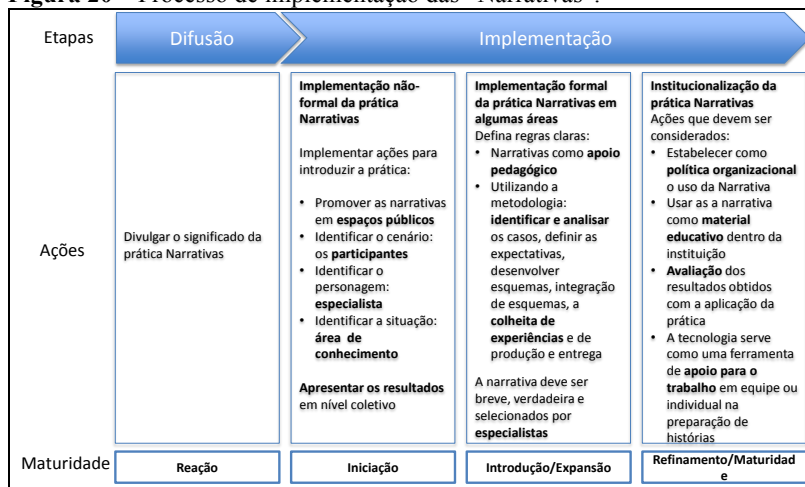 Figura 20 – Processo de implementação das "Narrativas".
Etapas
Difusão
Implementação
Ações
Divulgar o significado da
prática Narrativas
Implementação não-
formal da prática
Narrativas
Implementar ações para
introduzir a prática:
• Promover as narrativas
em espaços públicos
• Identificar o cenário:
os participantes
• Identificar o
personagem:
especialista
• Identificar a situação:
área de
conhecimento
Apresentar os resultados
em nível coletivo
Implementação formal
da prática Narrativas em
algumas áreas
Defina regras claras:
• Narrativas como apoio
pedagógico
• Utilizando a
metodologia:
identificar e analisar
os casos, definir as
expectativas,
desenvolver
esquemas, integração
de esquemas, a
colheita de
experiências e de
produção e entrega
A narrativa deve ser
breve, verdadeira e
selecionados por
especialistas
Institucionalização da
prática Narrativas
Ações que devem ser
considerados:
• Estabelecer como
política organizacional
o uso da Narrativa
• Usar as a narrativa
como material
educativo dentro da
instituição
• Avaliação dos
resultados obtidos
com a aplicação da
prática
• A tecnologia serve
como uma ferramenta
de apoio para o
trabalho em equipe ou
individual na
preparação de
histórias
Maturidade
Reação
Iniciação
Introdução/Expansão
Refinamento/Maturidad
e